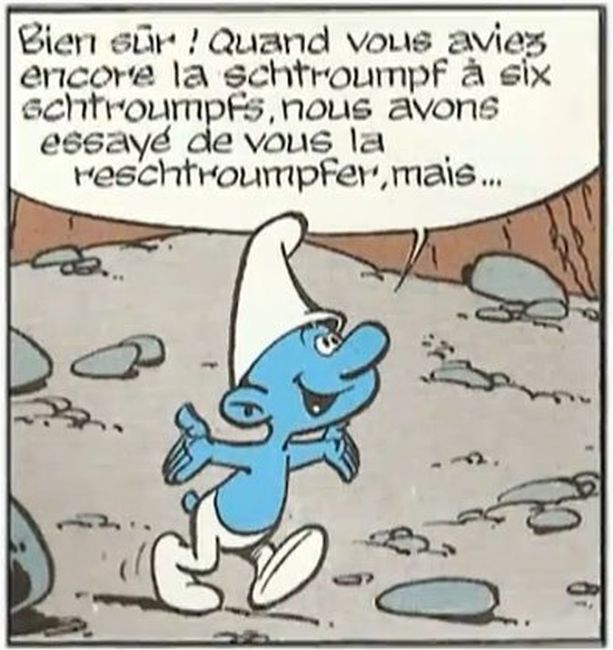 Bien sûr ! Quand vous aviez
encore la schtroumpf à six
schtroumpfs, nous avons
essayé de vous la
reschtroumpfer, mais...